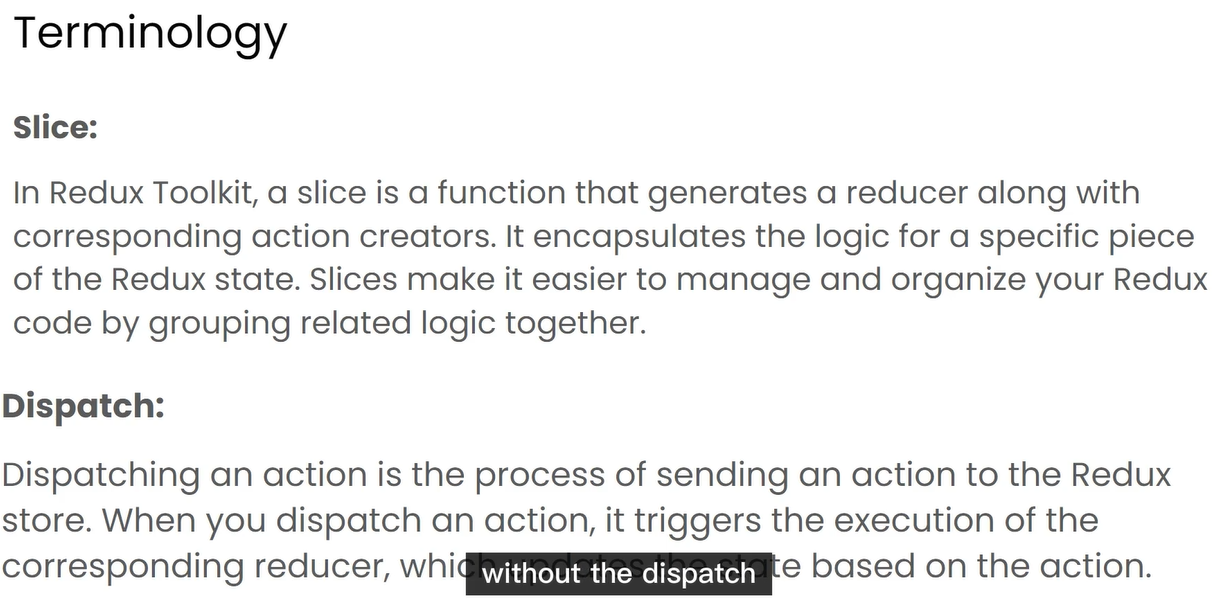 Terminology
Slice:
In Redux Toolkit, a slice is a function that generates a reducer along with
corresponding action creators. It encapsulates the logic for a specific piece
of the Redux state. Slices make it easier to manage and organize your Redux
code by grouping related logic together.
Dispatch:
Dispatching an action is the process of sending an action to the Redux
store. When you dispatch an action, it triggers the execution of the
corresponding reducer, which updates the state based on the action.
without the dispatch